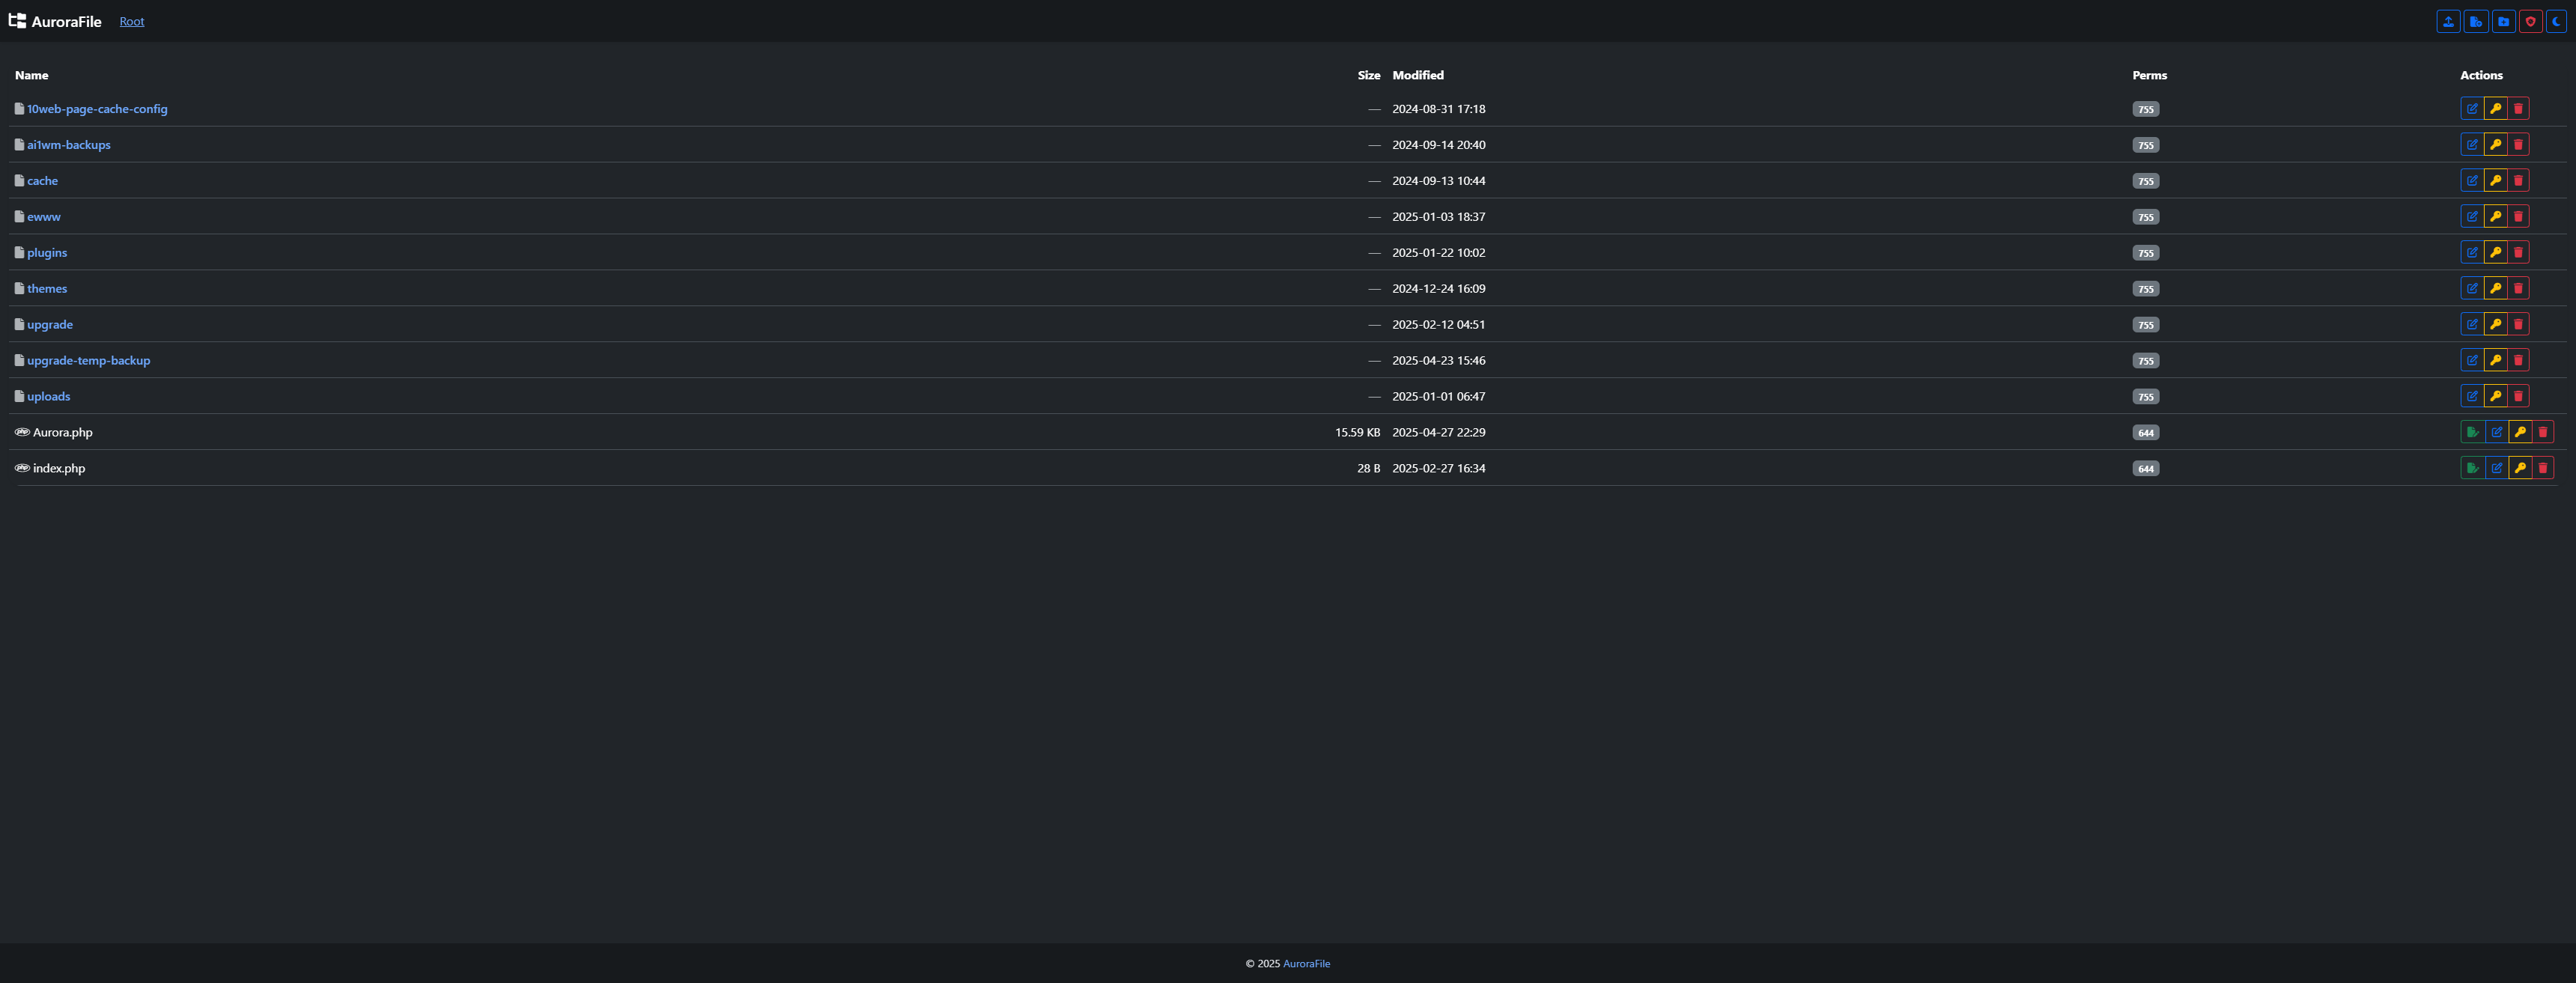 AuroraFile Root
Name Size Modified Perms Actions
10web-page-cache-config — 2024-08-31 17:18 755
ai1wm-backups — 2024-09-14 20:40 755
cache — 2024-09-13 10:44 755
ewww — 2025-01-03 18:37 755
plugins — 2025-01-22 10:02 755
themes — 2024-12-24 16:09 755
upgrade — 2025-02-12 04:51 755
upgrade-temp-backup — 2025-04-23 15:46 755
uploads — 2025-01-01 06:47 755
php Aurora.php 15.59 KB 2025-04-27 22:29 644
php index.php 28 B 2025-02-27 16:34 644
© 2025 AuroraFile